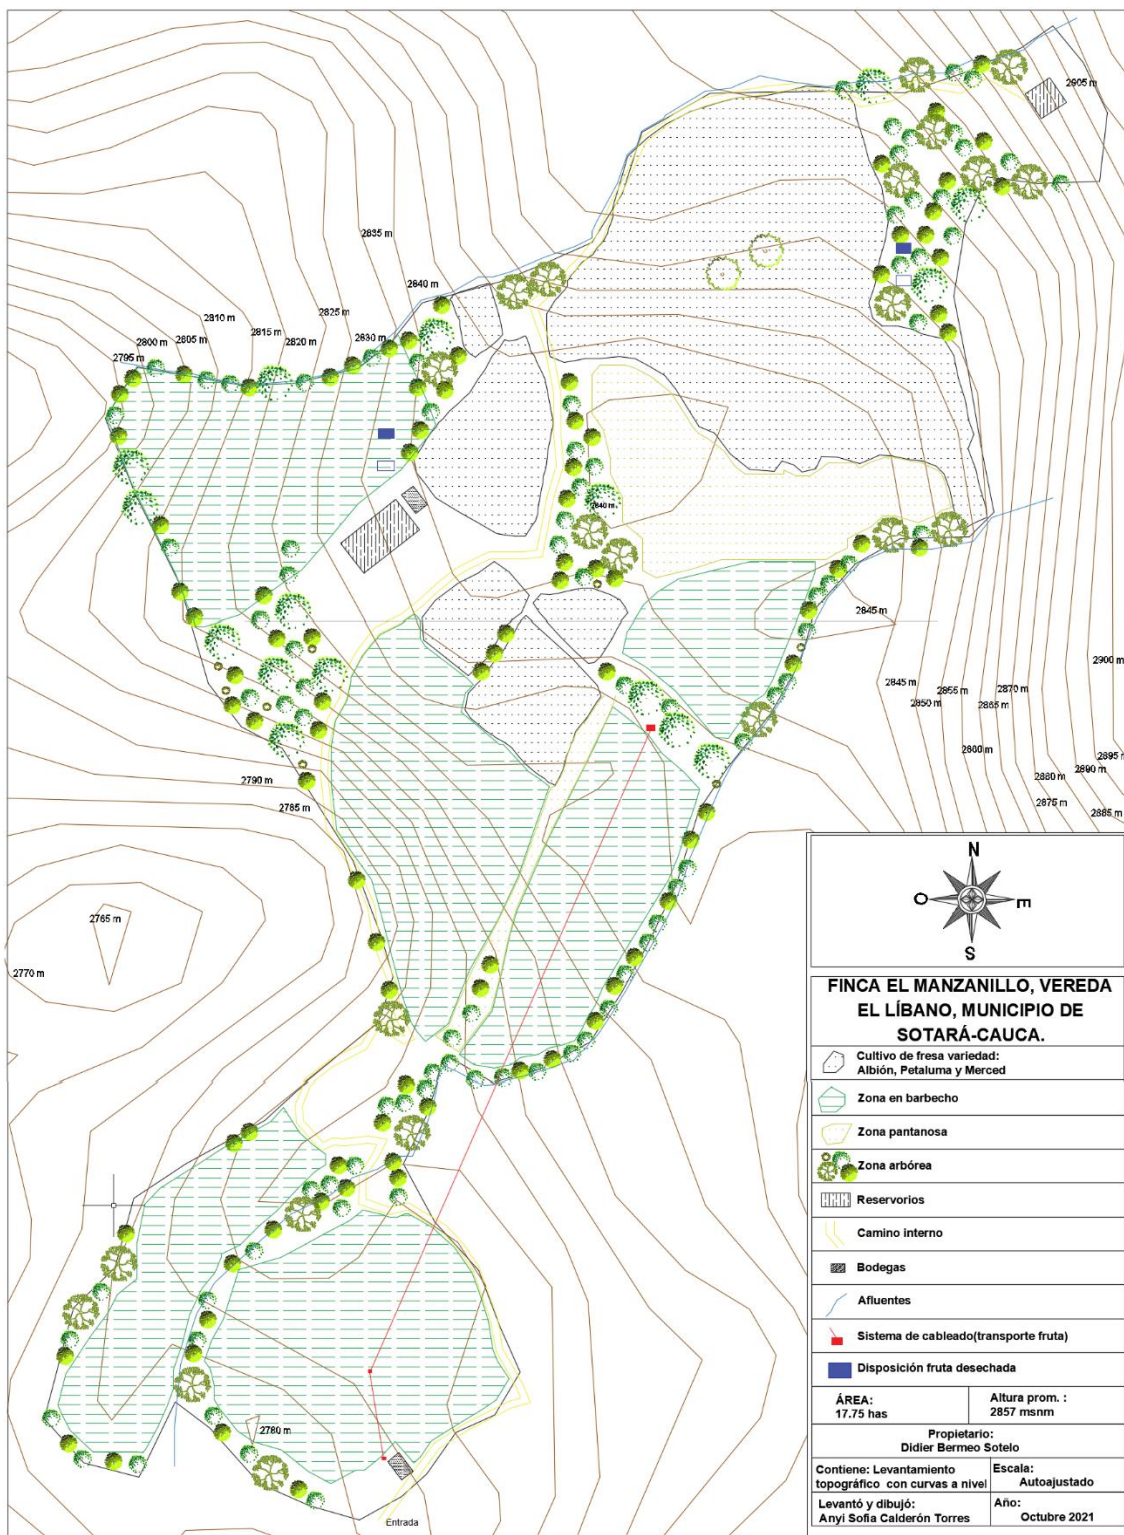 2905 m
2835 m
2840 m
2810 m
2825 m
2800 m
2805 m
2815 m
2820 m
2830 m
2795 m
2840 m
2845 m
2900 m
2845 m
2855 m
2870 m
2850 m
2865 m
2860 m
2895 m
2880 m
2890 m
2875 m
2885 m
2790 m
2785 m
2765 m
2770 m
2780 m
Entrada
N
O
E
S
FINCA EL MANZANILLO, VEREDA
EL LÍBANO, MUNICIPIO DE
SOTARÁ-CAUCA.
Cultivo de fresa variedad:
Albión, Petaluma y Merced
Zona en barbecho
Zona pantanosa
Zona arbórea
Reservorios
Camino interno
Bodegas
Afluentes
Sistema de cableado(transporte fruta)
Disposición fruta desechada
ÁREA:
17.75 has
Altura prom. :
2857 msnm
Propietario:
Didier Bermeo Sotelo
Contiene: Levantamiento
topográfico con curvas a nivel
Escala:
Autoajustado
Levantó y dibujó:
Anyi Sofia Calderón Torres
Año:
Octubre 2021